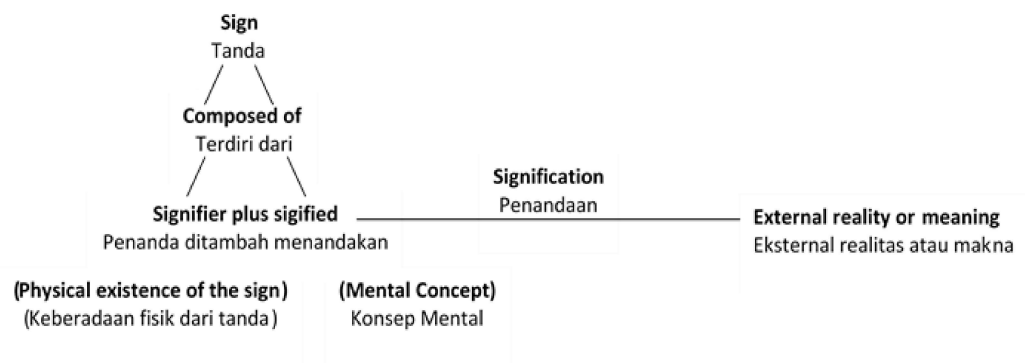 Sign
Tanda
Composed of
Terdiri dari
Signification
Penandaan
Signifier plus sigified
Penanda ditambah menandakan
External reality or meaning
Eksternal realitas atau makna
(Physical existence of the sign)
(Keberadaan fisik dari tanda)
(Mental Concept)
Konsep Mental